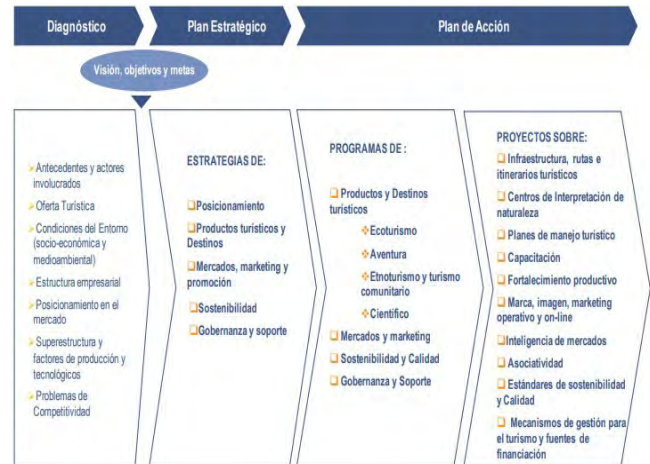 Diagnóstico
Plan Estratégico
Plan de Acción
Visión, objetivos y metas
Antecedentes y actores
involucrados
Oferta Turística
Condiciones del Entorno
(socio-económica y
medioambiental)
Estructura empresarial
Posicionamiento en el
mercado
Superestructura y
factores de producción y
tecnológicos
Problemas de
Competitividad
ESTRATEGIAS DE:
Posicionamiento
Productos turísticos y
Destinos
Mercados, marketing y
promoción
Sostenibilidad
Gobernanza y soporte
PROGRAMAS DE :
Productos y Destinos
turísticos
Ecoturismo
Aventura
Etnoturismo y turismo
comunitario
Científico
Mercados y marketing
Sostenibilidad y Calidad
Gobernanza y Soporte
PROYECTOS SOBRE:
Infraestructura, rutas e
itinerarios turísticos
Centros de Interpretación de
naturaleza
Planes de manejo turístico
Capacitación
Fortalecimiento productivo
Marca, imagen, marketing
operativo y on-line
Inteligencia de mercados
Asociatividad
Estándares de sostenibilidad
y Calidad
Mecanismos de gestión para
el turismo y fuentes de
financiación